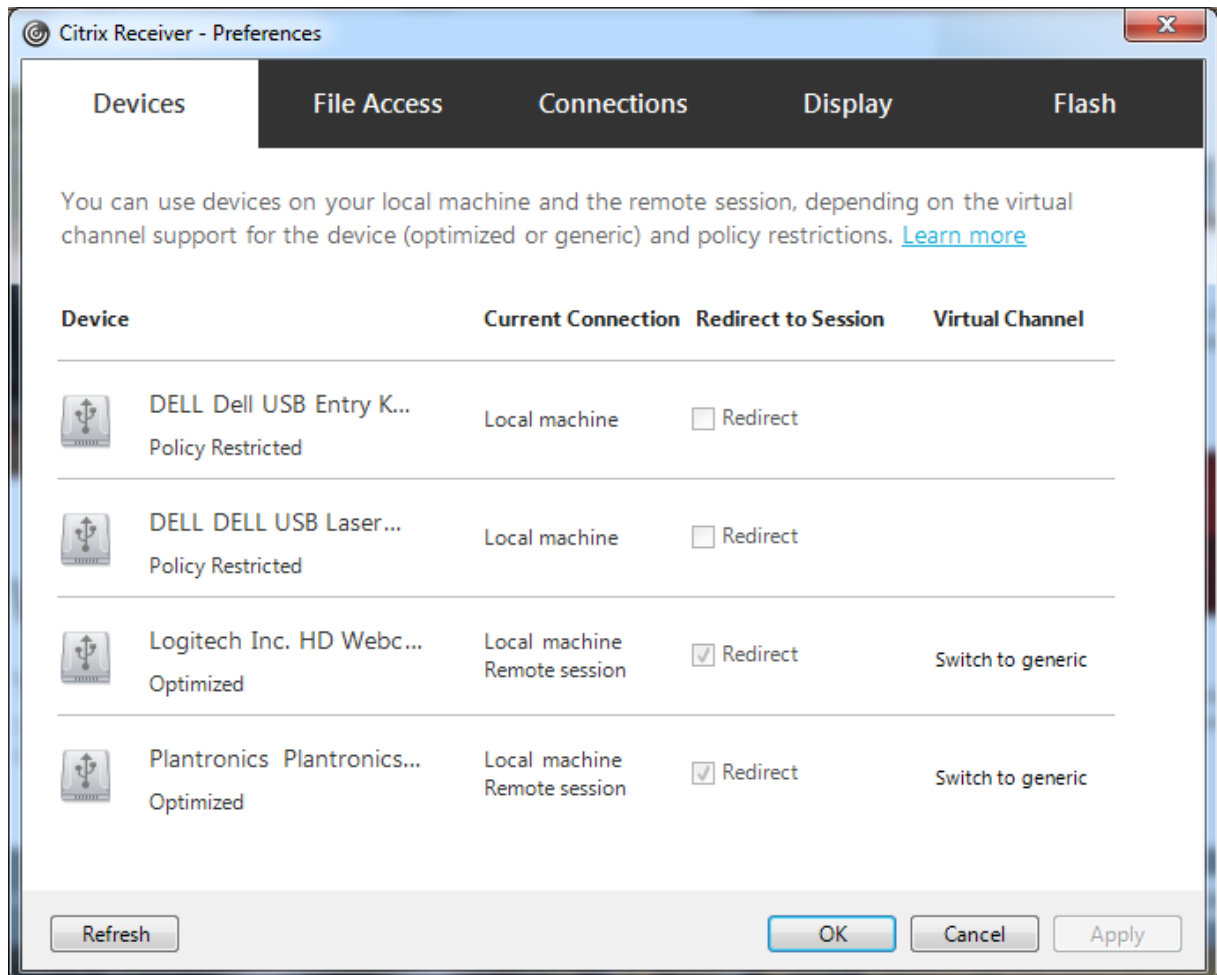 Citrix Receiver - Preferences
Devices File Access Connections Display Flash
You can use devices on your local machine and the remote session, depending on the virtual
channel support for the device (optimized or generic) and policy restrictions. Learn more
Device Current Connection Redirect to Session Virtual Channel
DELL Dell USB Entry K...
Policy Restricted
Local machine
Redirect
DELL DELL USB Laser...
Policy Restricted
Local machine
Redirect
Logitech Inc. HD Webc...
Optimized
Local machine
Remote session
Redirect
Switch to generic
Plantronics Plantronics...
Optimized
Local machine
Remote session
Redirect
Switch to generic
Refresh OK Cancel Apply